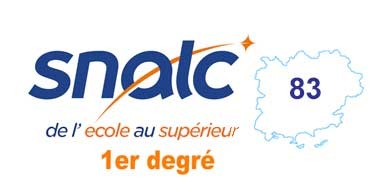 snalc
83
de l' ecole au supérieur
1er degré